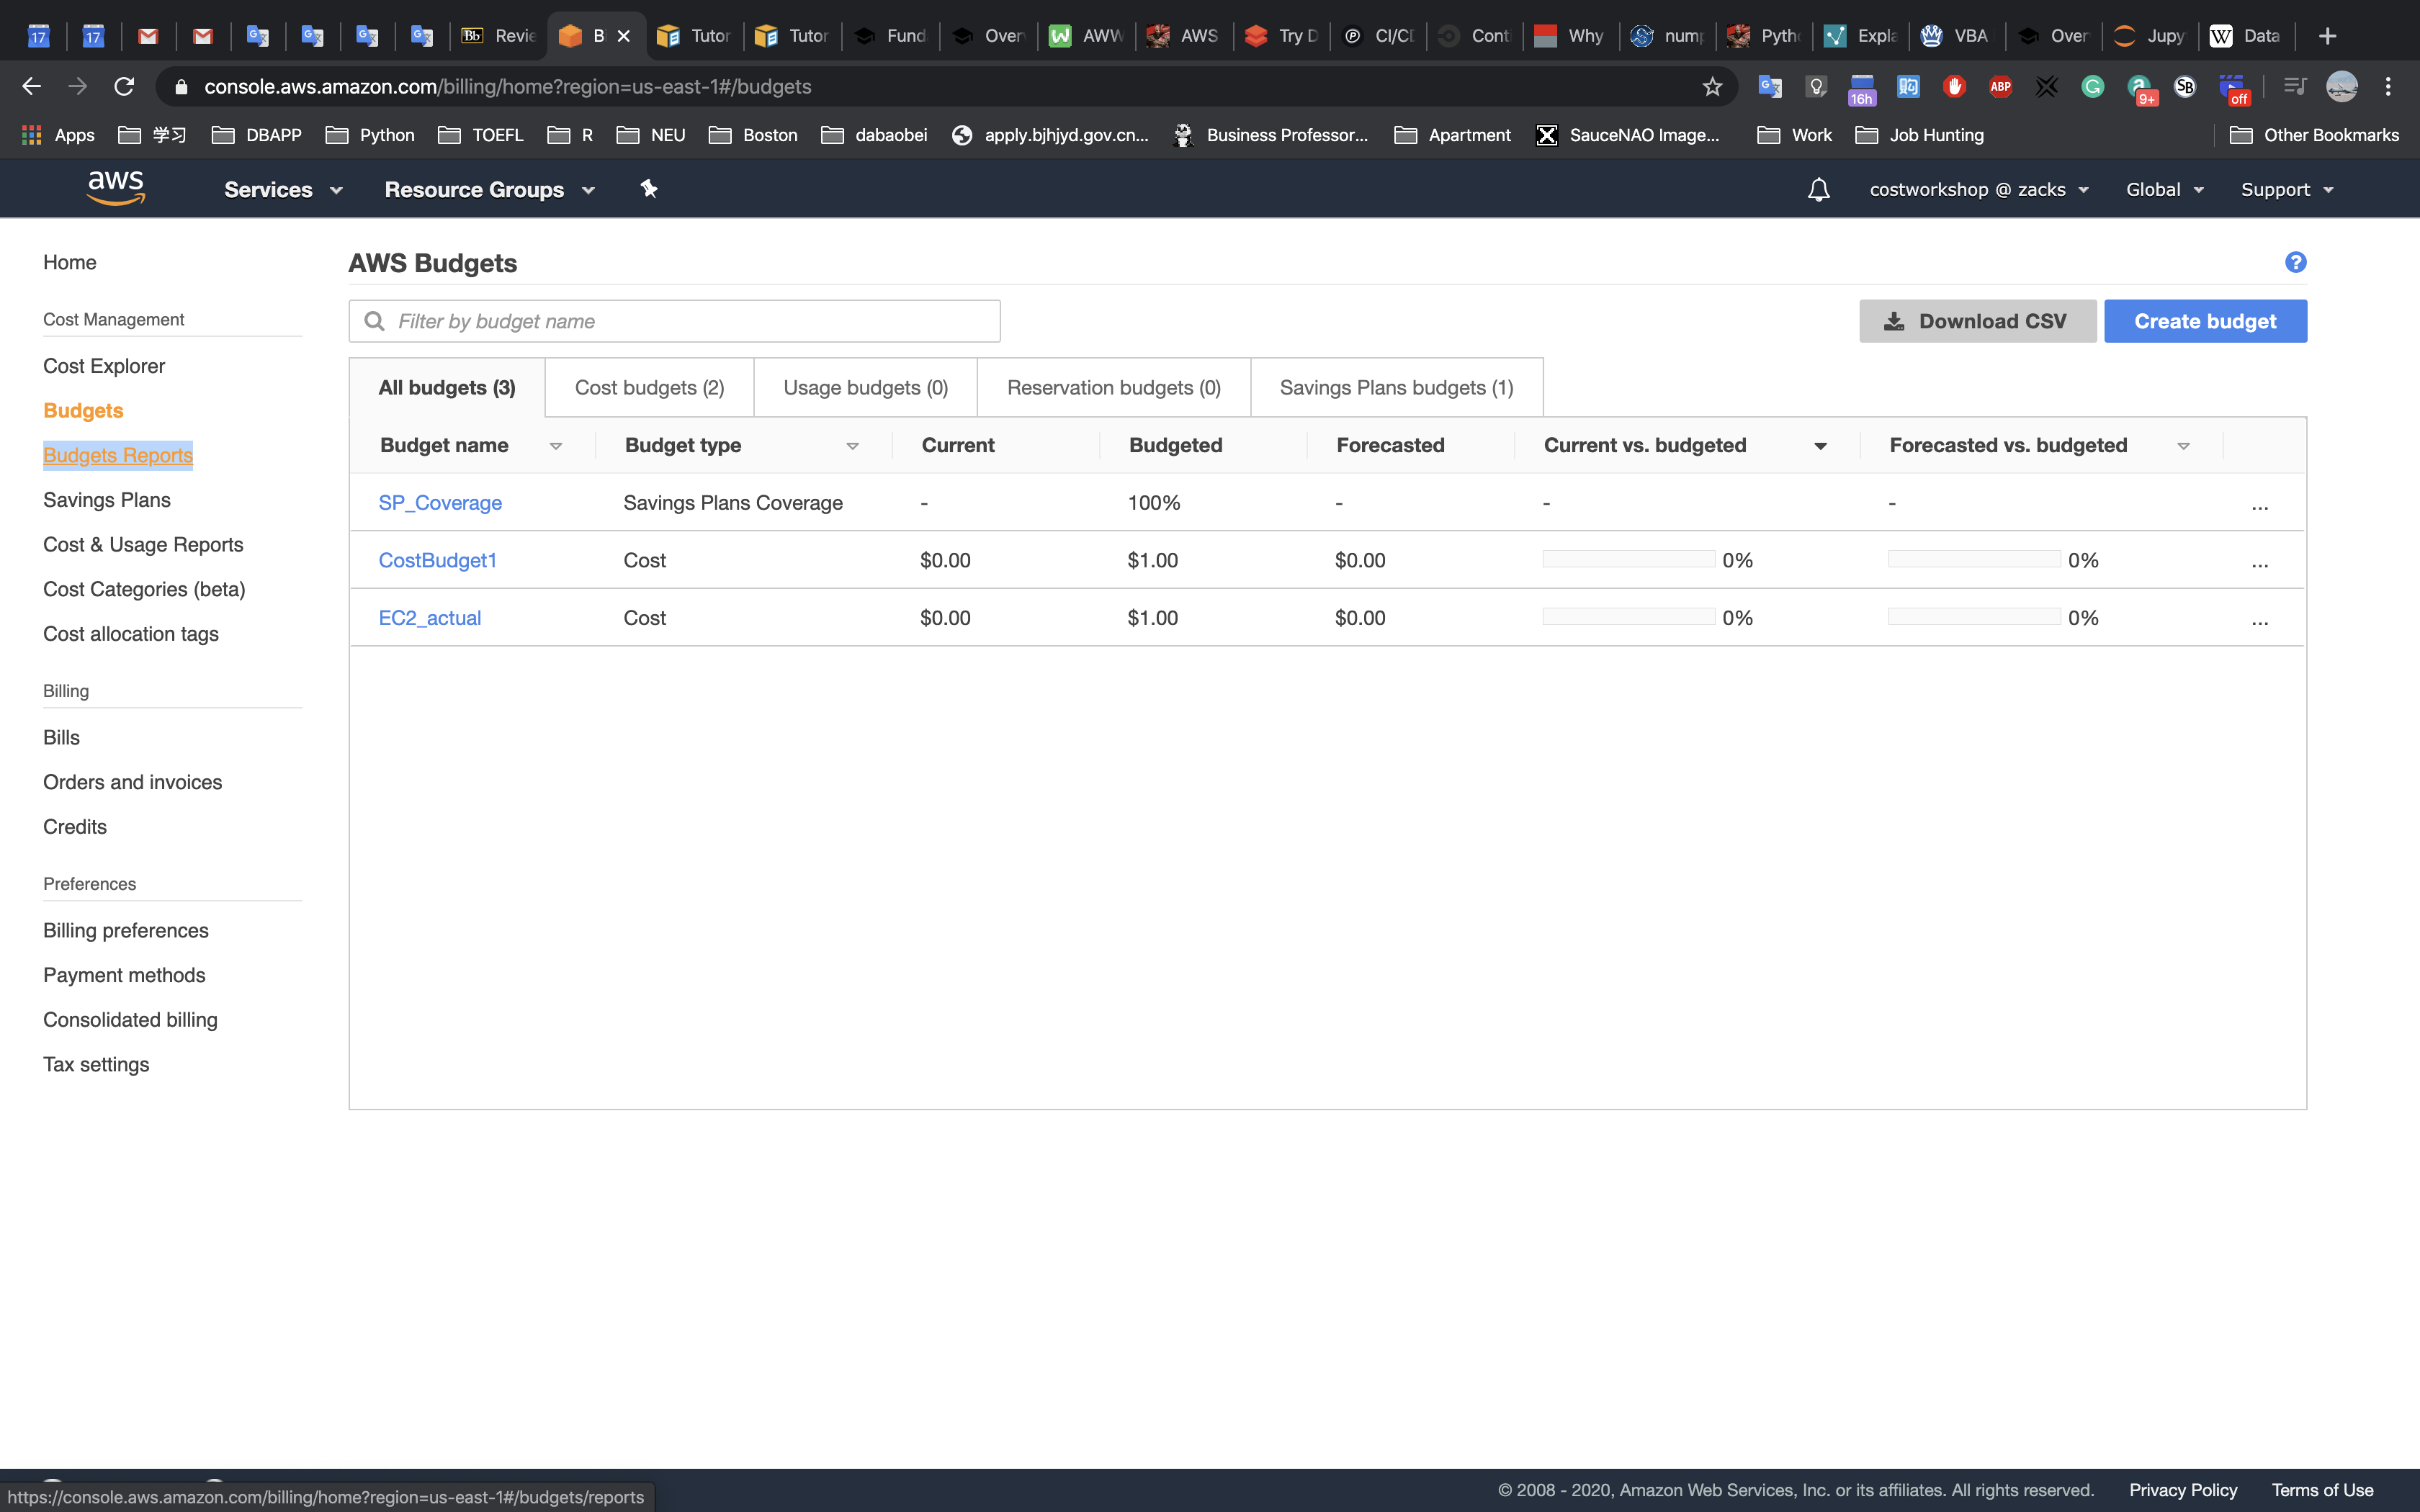 17 17 Bb Revie B Tutor Tutor Fund Over AWW AWS Try D CI/CD Cont Why nump Pytho Expla VBA Over Jupy W Data
console.aws.amazon.com/billing/home?region=us-east-1#/budgets
16h ABP 9+ SB off
Apps 学习 DBAPP Python TOEFL R NEU Boston dabaobei apply.bjhjyd.gov.cn... Business Professor... Apartment SauceNAO Image... Work Job Hunting Other Bookmarks
aws Services Resource Groups costworkshop @ zacks Global Support
Home
Cost Management
Cost Explorer
Budgets
Budgets Reports
Savings Plans
Cost & Usage Reports
Cost Categories (beta)
Cost allocation tags
Billing
Bills
Orders and invoices
Credits
Preferences
Billing preferences
Payment methods
Consolidated billing
Tax settings
AWS Budgets ?
Filter by budget name Download CSV Create budget
All budgets (3) Cost budgets (2) Usage budgets (0) Reservation budgets (0) Savings Plans budgets (1)
Budget name Budget type Current Budgeted Forecasted Current vs. budgeted Forecasted vs. budgeted
SP_Coverage Savings Plans Coverage - 100% - - - ...
CostBudget1 Cost $0.00 $1.00 $0.00 0% 0% ...
EC2_actual Cost $0.00 $1.00 $0.00 0% 0% ...
© 2008 - 2020, Amazon Web Services, Inc. or its affiliates. All rights reserved. Privacy Policy Terms of Use
https://console.aws.amazon.com/billing/home?region=us-east-1#/budgets/reports